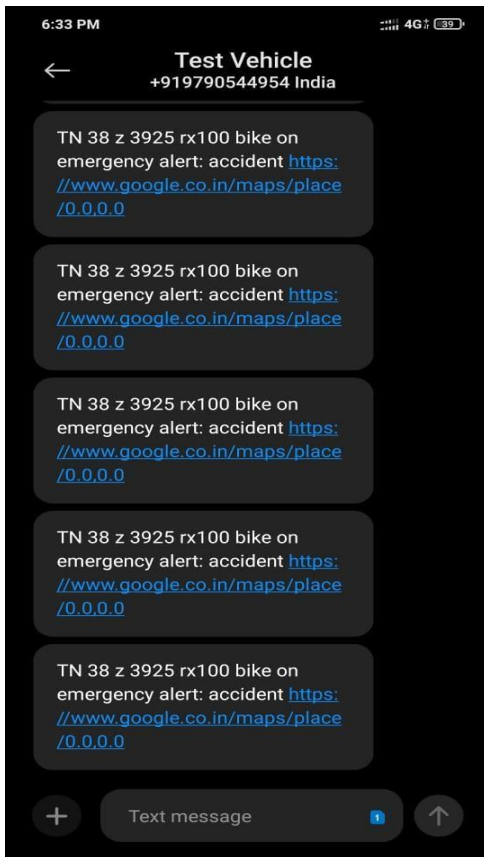 6:33 PM
4G 39
Test Vehicle
+919790544954 India
TN 38 z 3925 rx100 bike on
emergency alert: accident https:
//www.google.co.in/maps/place
/0.0,0.0
TN 38 z 3925 rx100 bike on
emergency alert: accident https:
//www.google.co.in/maps/place
/0.0,0.0
TN 38 z 3925 rx100 bike on
emergency alert: accident https:
//www.google.co.in/maps/place
/0.0,0.0
TN 38 z 3925 rx100 bike on
emergency alert: accident https:
//www.google.co.in/maps/place
/0.0,0.0
TN 38 z 3925 rx100 bike on
emergency alert: accident https:
//www.google.co.in/maps/place
/0.0,0.0
Text message
1